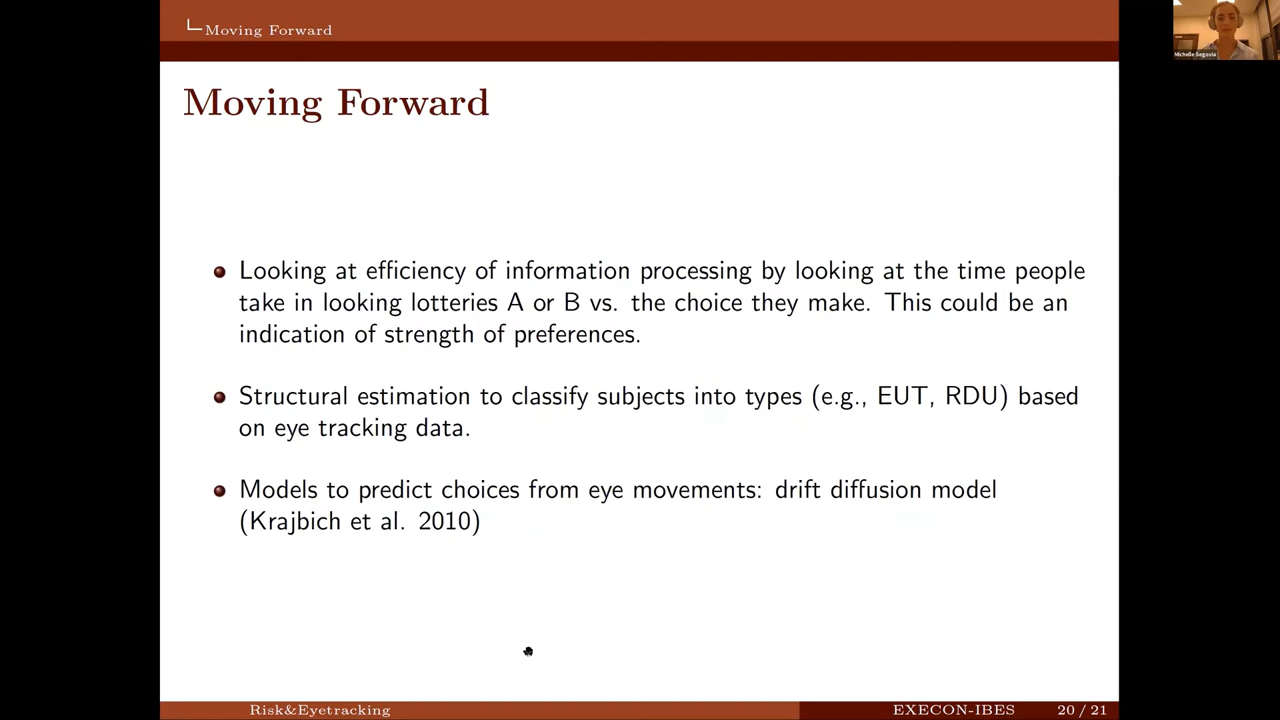 Moving Forward
Michelle Segovia
Moving Forward
Looking at efficiency of information processing by looking at the time people
take in looking lotteries A or B vs. the choice they make. This could be an
indication of strength of preferences.
Structural estimation to classify subjects into types (e.g., EUT, RDU) based
on eye tracking data.
Models to predict choices from eye movements: drift diffusion model
(Krajbich et al. 2010)
Risk&Eyetracking EXECON-IBES 20 / 21